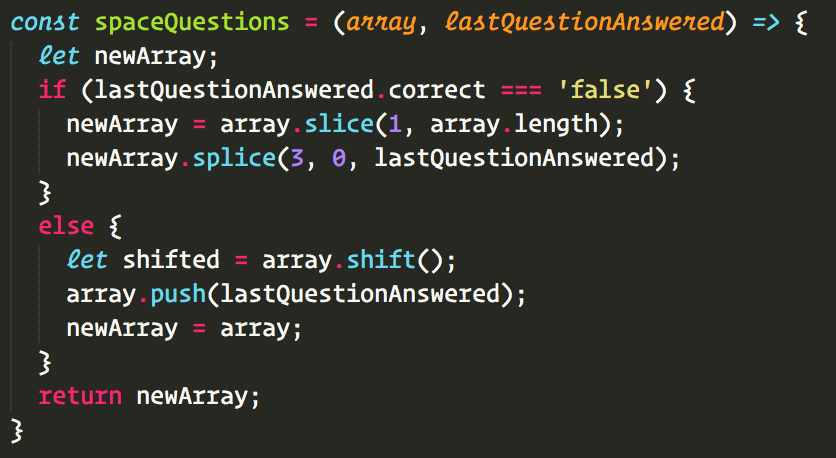 const spaceQuestions = (array, lastQuestionAnswered) => {
  let newArray;
  if (lastQuestionAnswered.correct === 'false') {
    newArray = array.slice(1, array.length);
    newArray.splice(3, 0, lastQuestionAnswered);
  }
  else {
    let shifted = array.shift();
    array.push(lastQuestionAnswered);
    newArray = array;
  }
  return newArray;
}